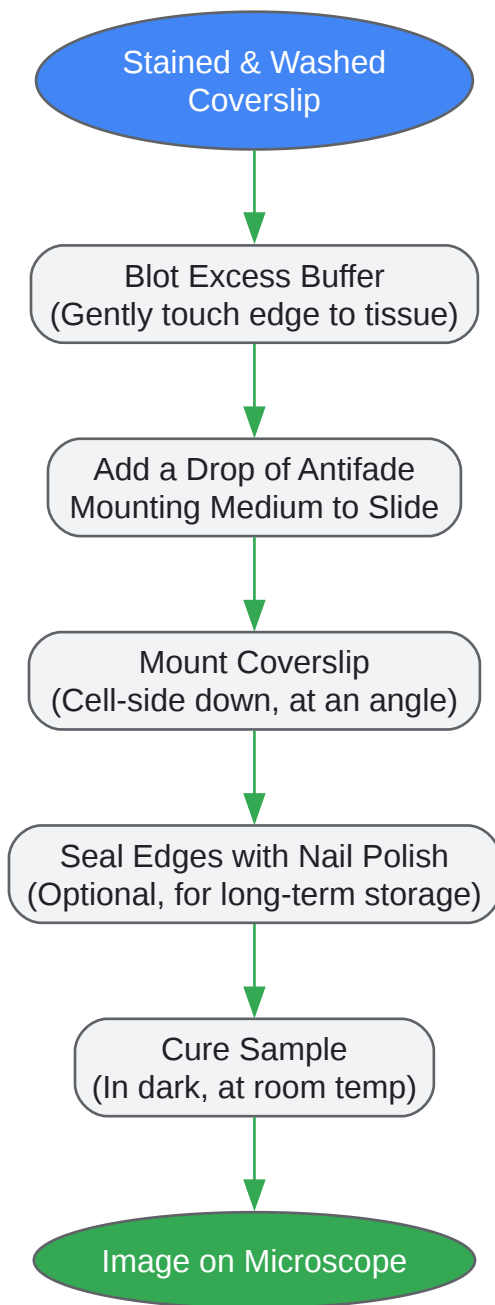 Stained & Washed
Coverslip
Blot Excess Buffer
(Gently touch edge to tissue)
Add a Drop of Antifade
Mounting Medium to Slide
Mount Coverslip
(Cell-side down, at an angle)
Seal Edges with Nail Polish
(Optional, for long-term storage)
Cure Sample
(In dark, at room temp)
Image on Microscope